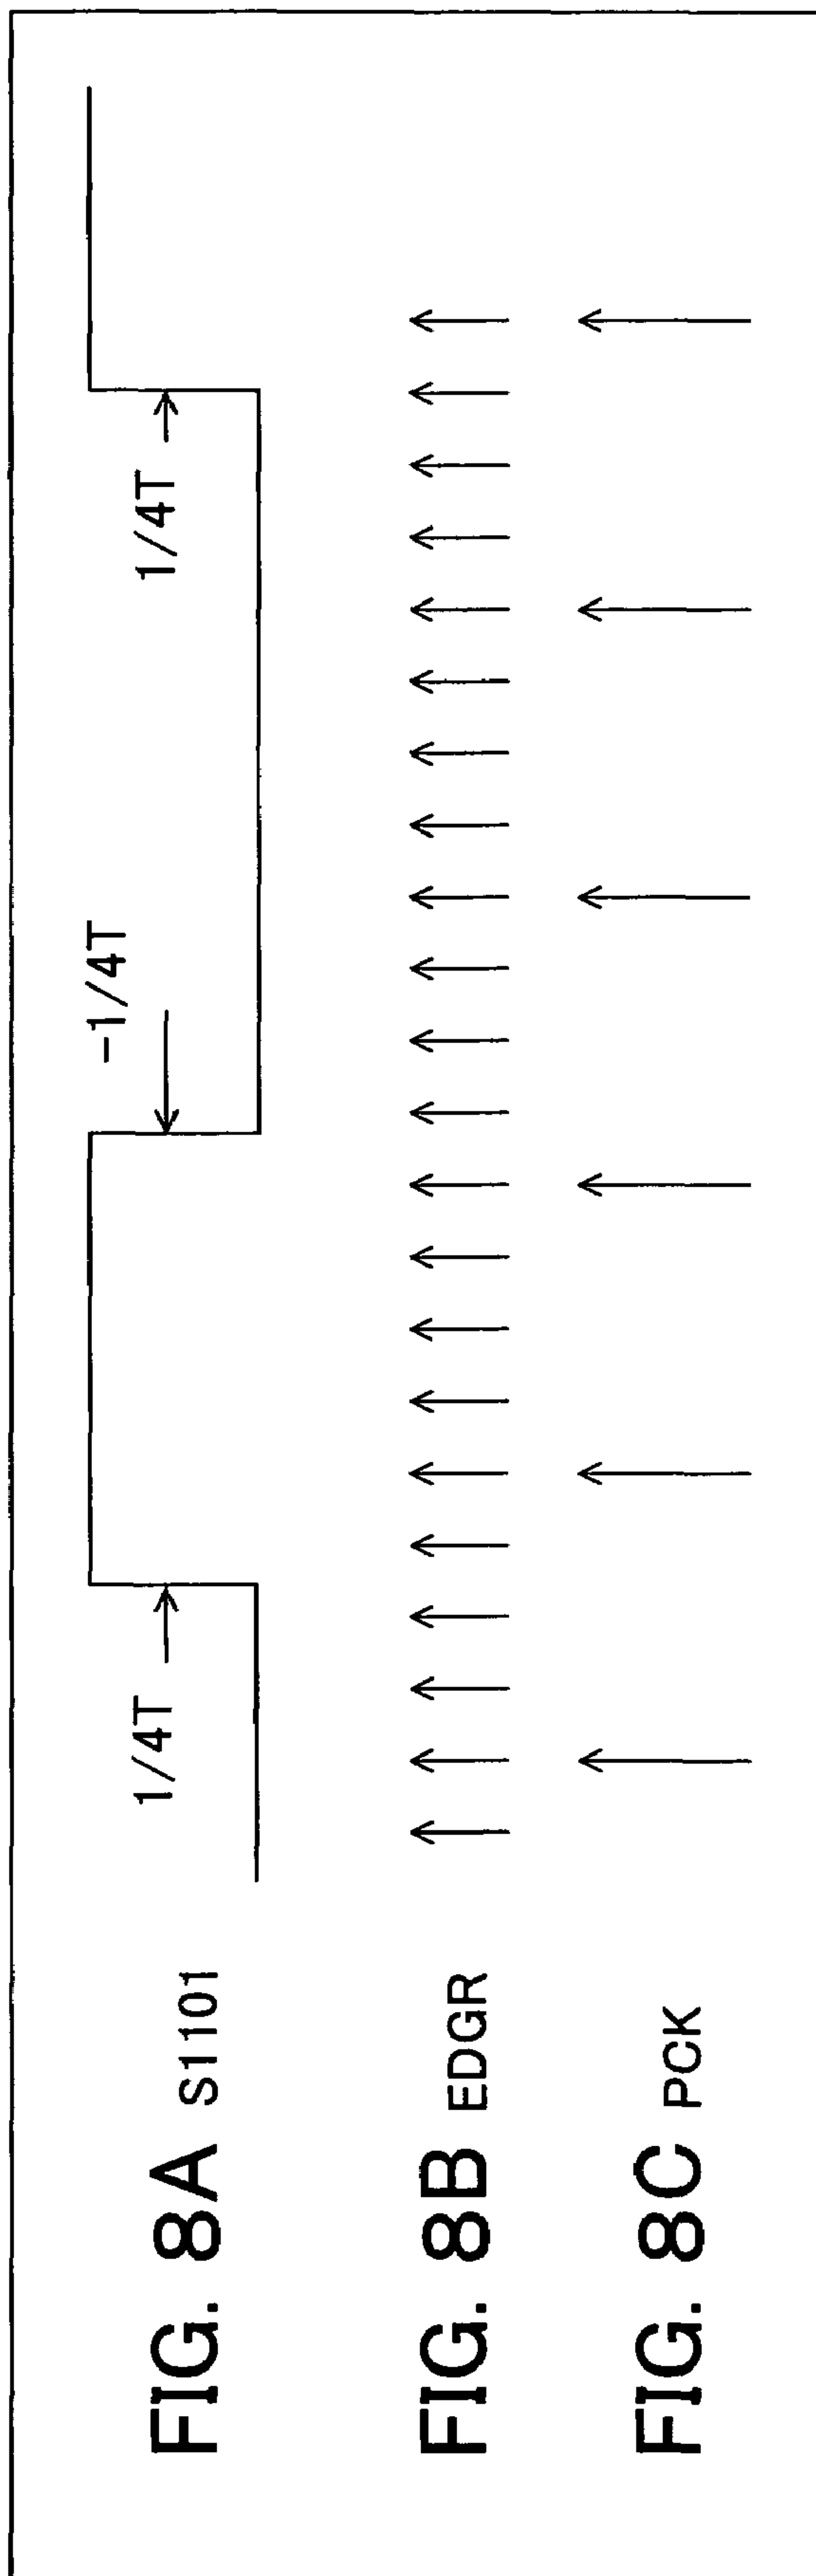 FIG. 8A S1101
1/4T
-1/4T
1/4T
FIG. 8B EDGR
FIG. 8C PCK